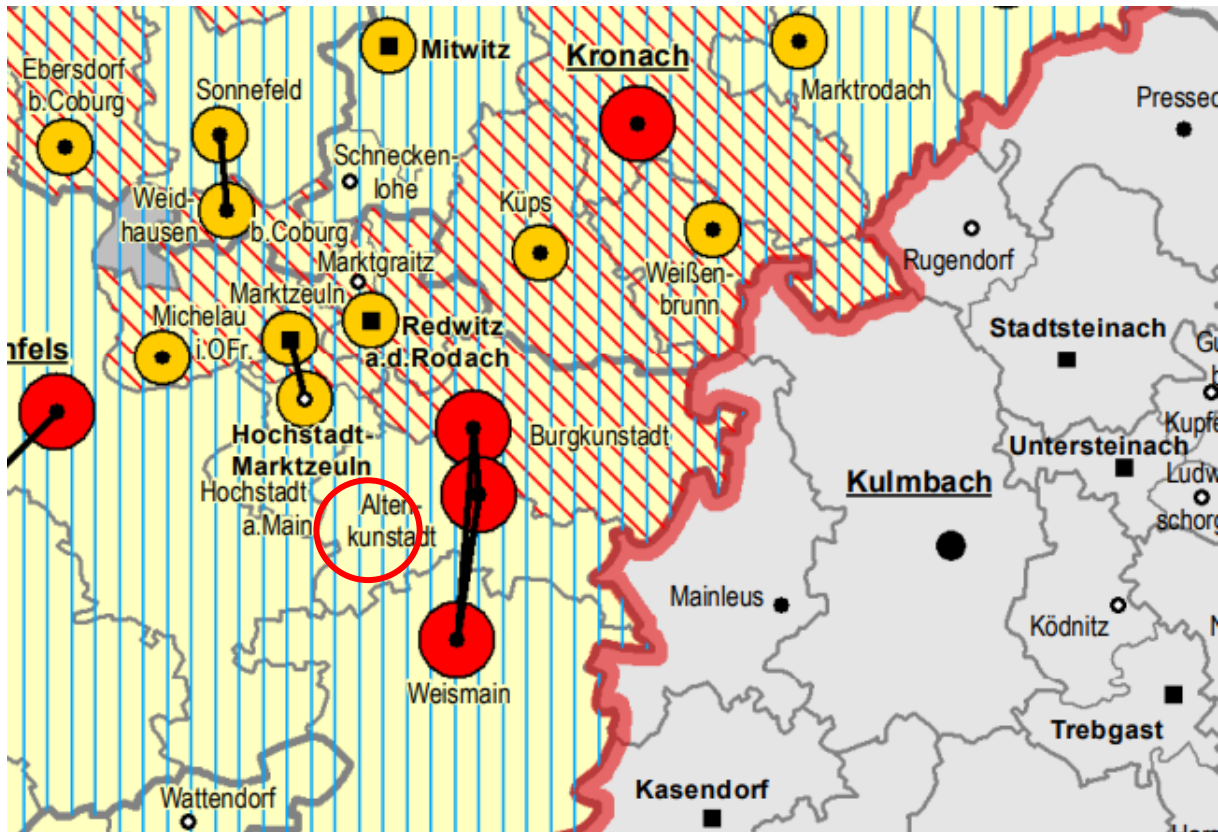 Ebersdorf
b.Coburg
Sonnefeld
Mitwitz
Kronach
Marktrodach
Schnecken-
lohe
Weid-
hausen
b.Coburg
Küps
Weißen-
brunn
Rugendorf
Marktgraitz
Marktzeuln
Michelau
i.OFr.
Redwitz
a.d.Rodach
Stadtsteinach
nfels
Hochstadt-
Marktzeuln
Hochstadt
a.Main
Burgkunstadt
Alten-
kunstadt
Untersteinach
Kulmbach
Mainleus
Ködnitz
Weismain
Trebgast
Kasendorf
Wattendorf